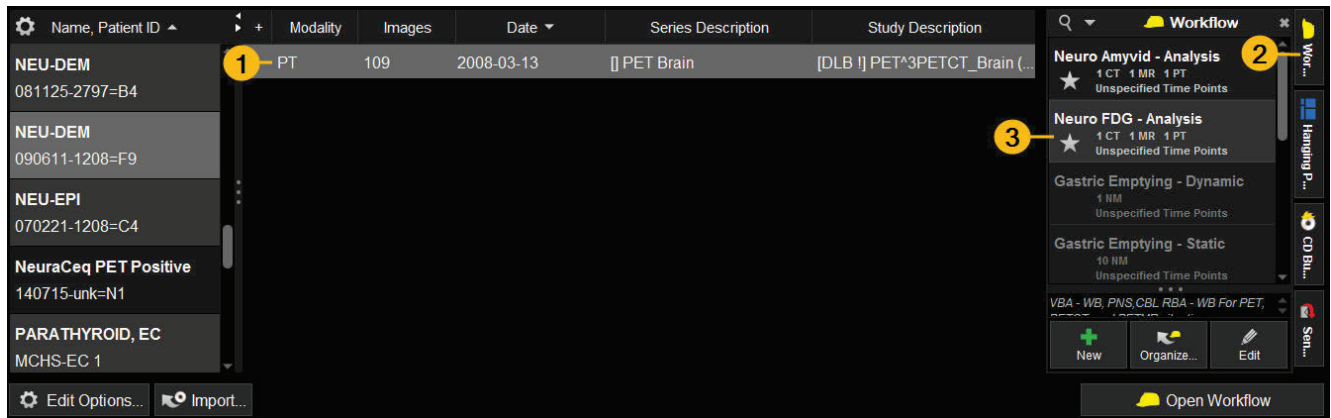 Name, Patient ID
+ Modality Images Date Series Description Study Description
Workflow
NEU-DEM
081125-2797=B4
NEU-DEM
090611-1208=F9
NEU-EPI
070221-1208=C4
NeuraCeq PET Positive
140715-unk=N1
PARATHYROID, EC
MCHS-EC 1
1 PT 109 2008-03-13 [] PET Brain [DLB !] PET^3PETCT_Brain (...
Neuro Amyvid - Analysis
1 CT 1 MR 1 PT
Unspecified Time Points
2
3
Neuro FDG - Analysis
1 CT 1 MR 1 PT
Unspecified Time Points
Gastric Emptying - Dynamic
1 NM
Unspecified Time Points
Gastric Emptying - Static
10 NM
Unspecified Time Points
VBA - WB, PNS,CBL RBA - WB For PET,
New Organize... Edit
Wor...
Hanging P...
CD Bu...
Sen...
Edit Options... Import... Open Workflow